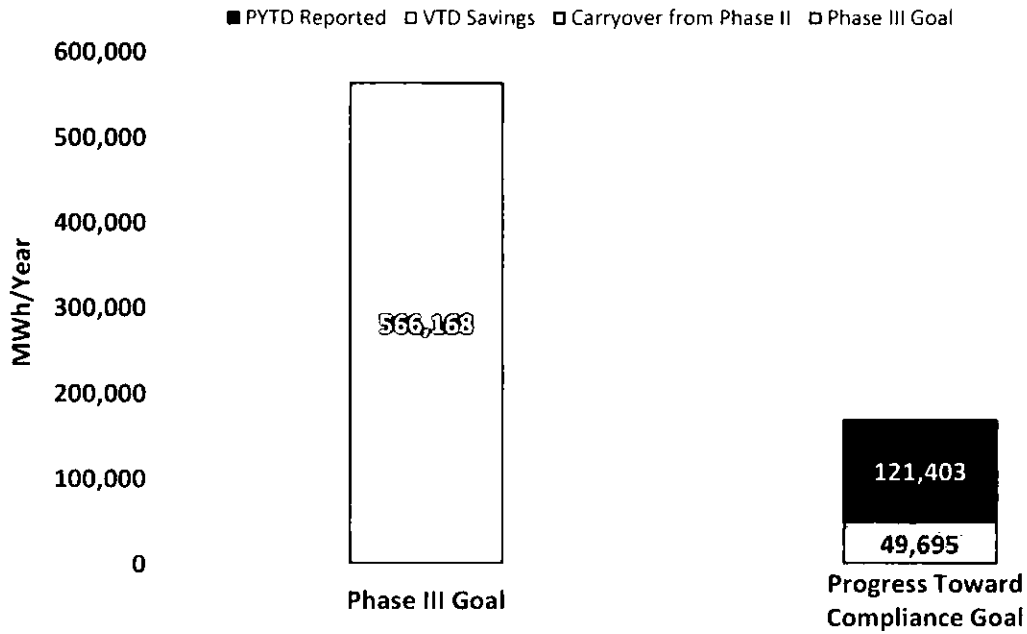 PYTD Reported VTD Savings Carryover from Phase II Phase III Goal
600,000
500,000
400,000
300,000
200,000
100,000
0
MWh/Year
566,168
121,403
49,695
Phase III Goal
Progress Toward
Compliance Goal